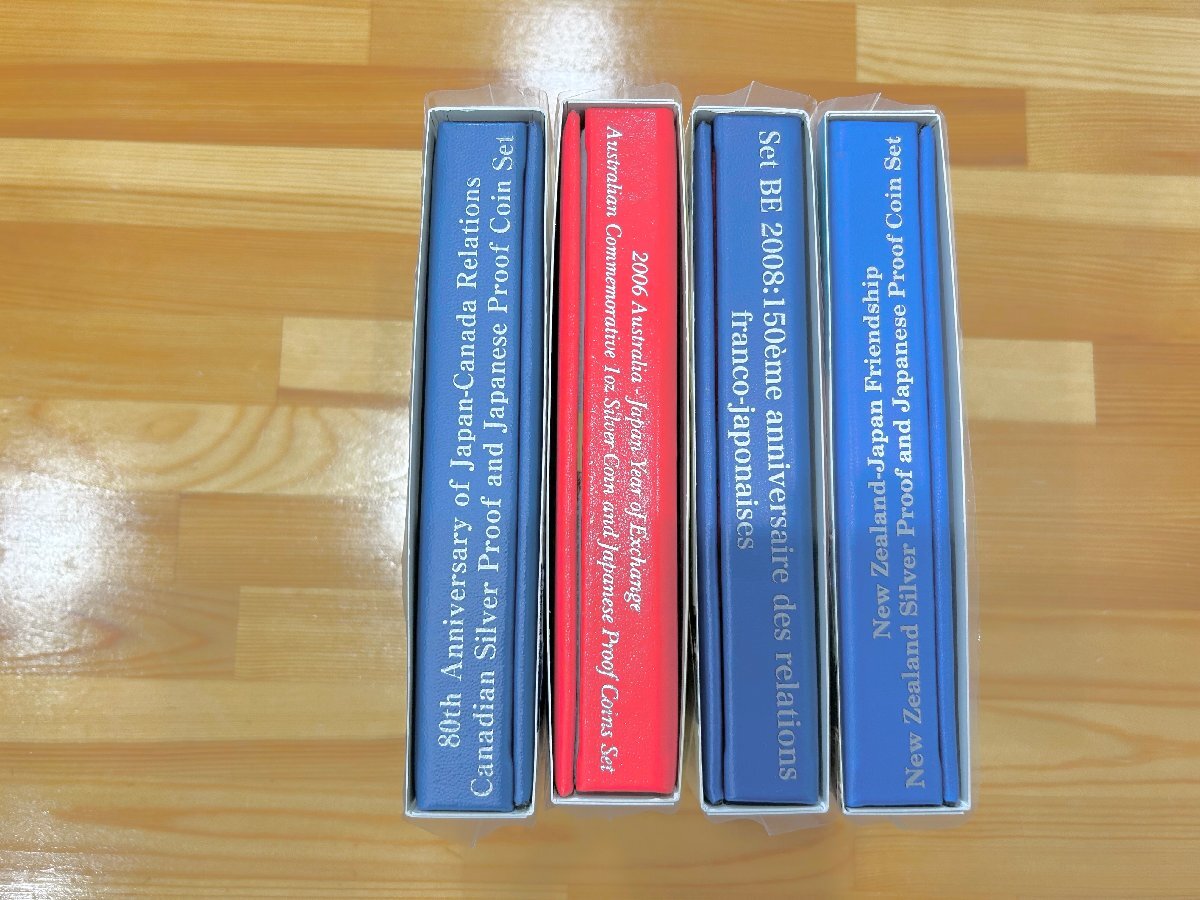 80th Anniversary of Japan-Canada Relations
Canadian Silver Proof and Japanese Proof Coin Set
2006 Australia - Japan Year of Exchange
Australian Commemorative 1oz Silver Coin and Japanese Proof Coins Set
Set BE 2008:150ème anniversaire des relations
franco-japonaises
New Zealand-Japan Friendship
New Zealand Silver Proof and Japanese Proof Coin Set